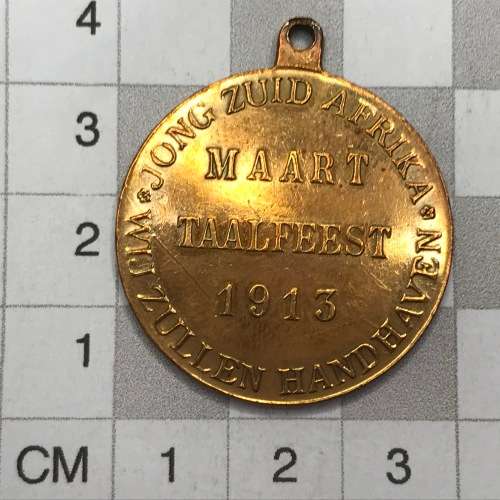 JONG ZUID AFRIKA
MAART
TAALFEEST
1913
WIJ ZULLEN HANDHAVEN
4
3
2
1
CM 1 2 3